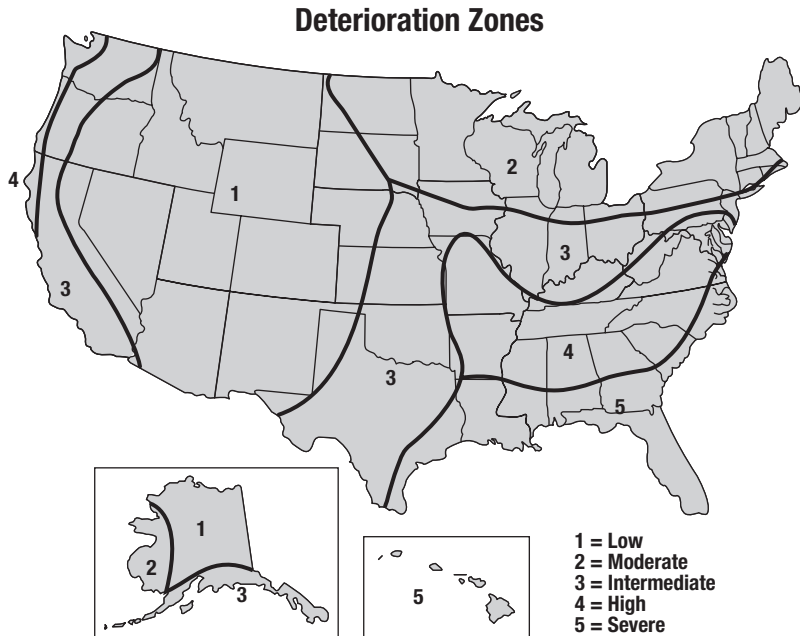 Deterioration Zones
4
1
2
3
3
3
4
5
1
2
3
5
1 = Low
2 = Moderate
3 = Intermediate
4 = High
5 = Severe